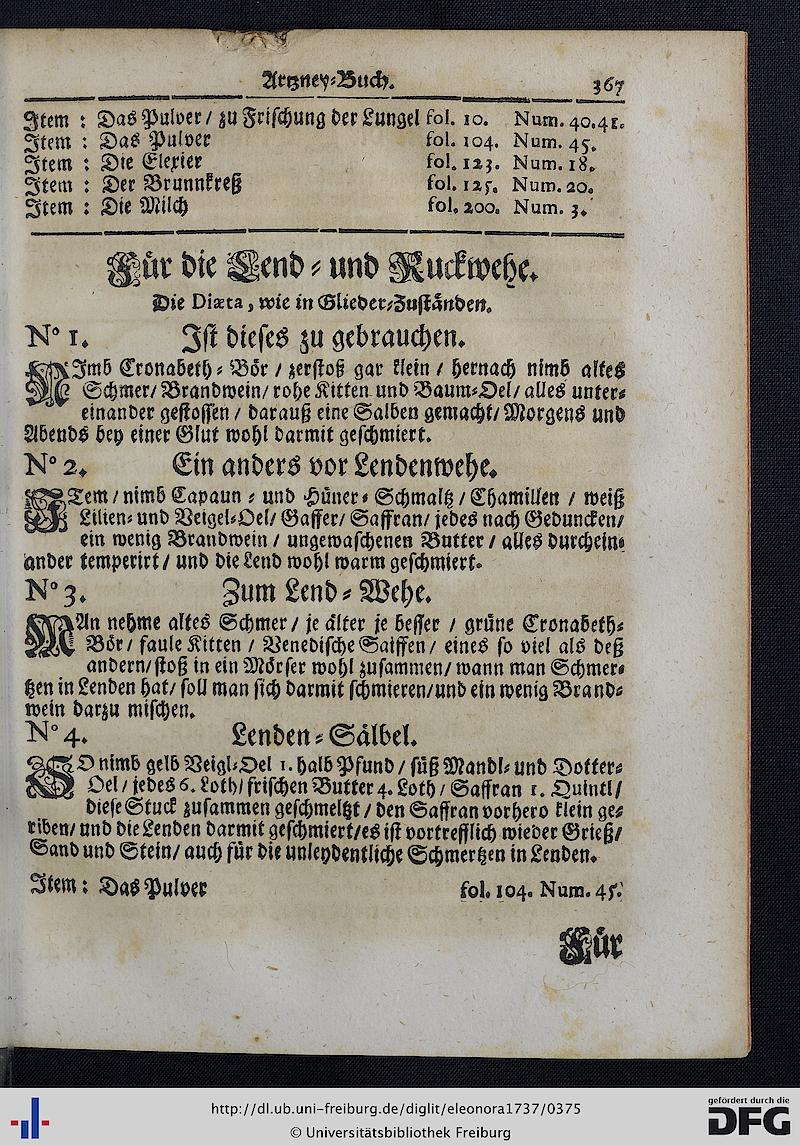 Artzney-Buch. 367
Item : Das Pulver / zu Frischung der Lungel fol. 10. Num. 40.41.
Item : Das Pulver fol. 104. Num. 45.
Item : Die Elexier fol. 123. Num. 18.
Item : Der Brunnkreß fol. 125. Num. 20.
Item : Die Milch fol. 200. Num. 3.
Für die Lend- und Ruckwehe.
Die Diæta, wie in Glieder-Zuständen.
N° 1. Ist dieses zu gebrauchen.
NImb Cronabeth-Bör / zerstoß gar klein / hernach nimb altes
Schmer/ Brandwein/ rohe Kitten und Baum-Oel/ alles unter-
einander gestossen / darauß eine Salben gemacht/ Morgens und
Abends bey einer Glut wohl darmit geschmiert.
N° 2. Ein anders vor Lendenwehe.
ITem / nimb Capaun- und Hüner-Schmaltz / Chamillen / weiß
Lilien- und Veigel-Oel/ Gaffer/ Saffran/ jedes nach Geduncken/
ein wenig Brandwein / ungewaschenen Butter / alles durchein-
ander temperirt / und die Lend wohl warm geschmiert.
N° 3. Zum Lend-Wehe.
MAn nehme altes Schmer / je älter je besser / grüne Cronabeth-
Bör / faule Kitten / Venedische Saiffen / eines so viel als deß
andern/ stoß in ein Mörser wohl zusammen/ wann man Schmer-
tzen in Lenden hat/ soll man sich darmit schmieren/und ein wenig Brand-
wein darzu mischen.
N° 4. Lenden-Sälbel.
SO nimb gelb Veigl-Oel 1. halb Pfund / süß Mandl- und Dotter-
Oel / jedes 6. Loth/ frischen Butter 4. Loth / Saffran 1. Quintl/
diese Stuck zusammen geschmeltzt / den Saffran vorhero klein ge-
riben/ und die Lenden darmit geschmiert/es ist vortrefflich wieder Grieß/
Sand und Stein/ auch für die unleydentliche Schmertzen in Lenden.
Item : Das Pulver fol. 104. Num. 45.
Für
http://dl.ub.uni-freiburg.de/diglit/eleonora1737/0375
© Universitätsbibliothek Freiburg
gefördert durch die
DFG